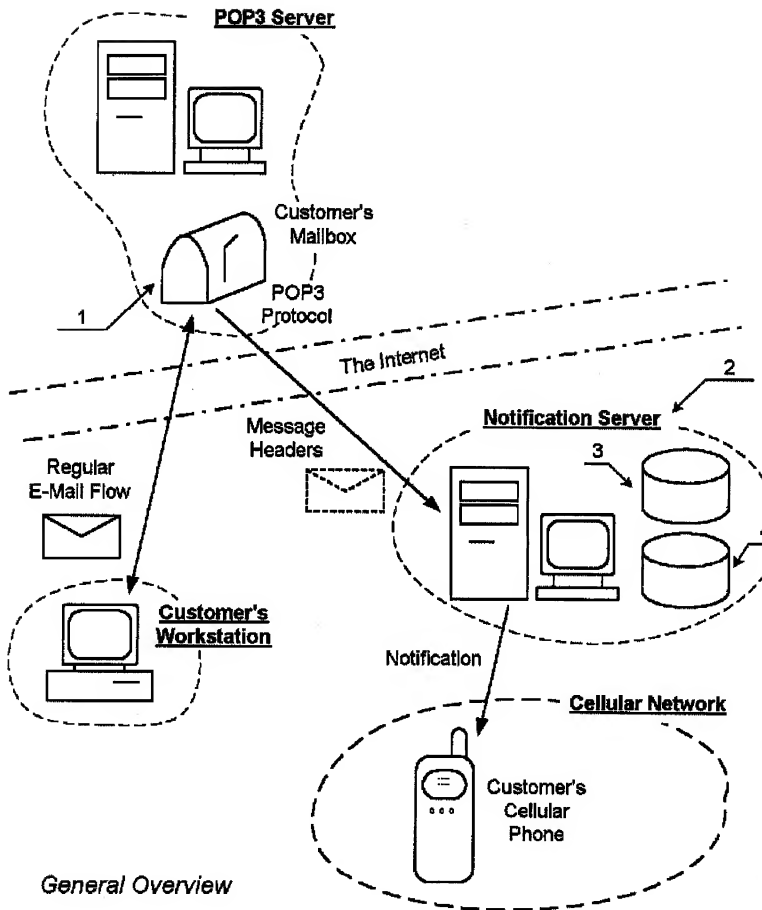 POP3 Server
Customer's
Mailbox
1
POP3
Protocol
The Internet
2
Message
Headers
Notification Server
3
Regular
E-Mail Flow
Customer's
Workstation
Notification
Cellular Network
Customer's
Cellular
Phone
General Overview